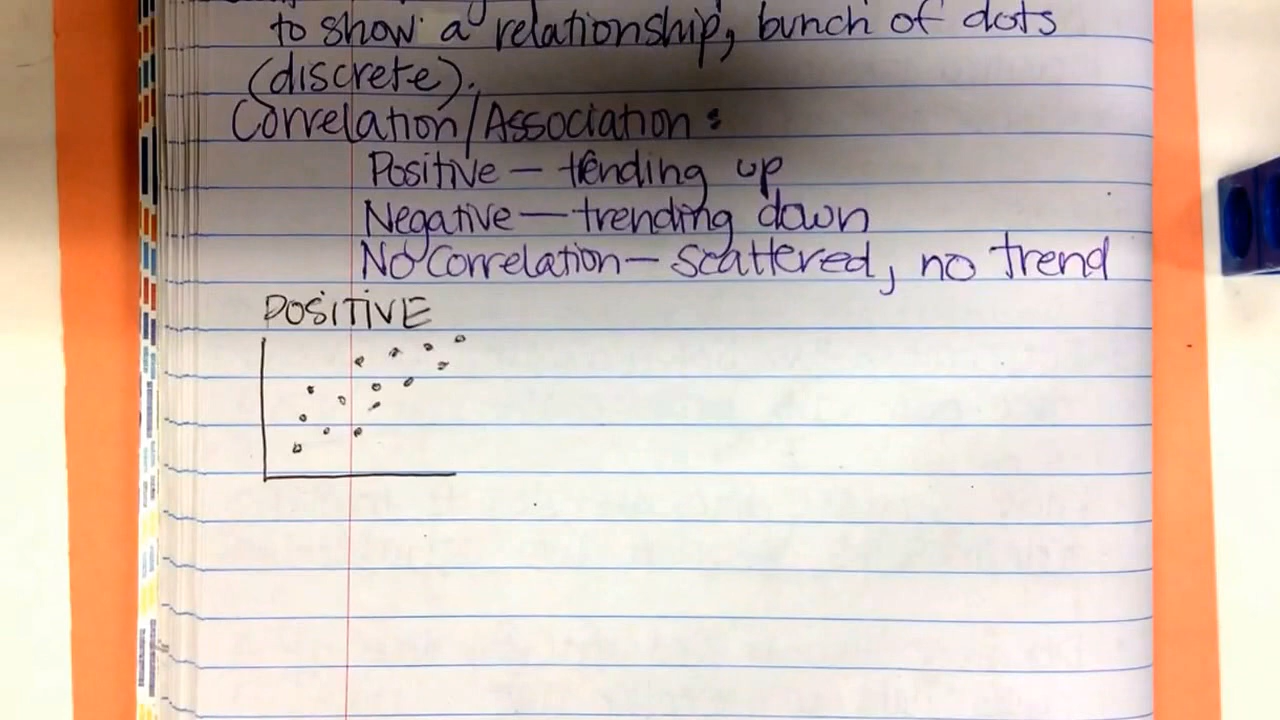 to show a relationship, bunch of dots
(discrete).
Correlation/Association:
Positive — trending up
Negative — trending down
No Correlation — scattered, no trend
POSITIVE